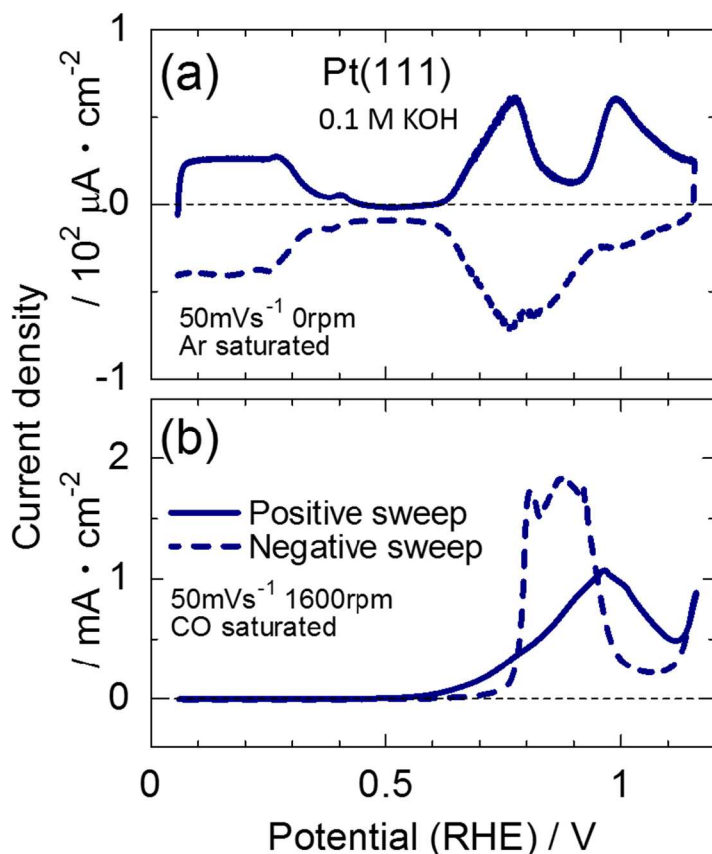 1
(a)
Pt(111)
0.1 M KOH
0
50mVs⁻¹ 0rpm
Ar saturated
-1
Current density
/ 10² μA・cm⁻²
(b)
2
Positive sweep
Negative sweep
1
50mVs⁻¹ 1600rpm
CO saturated
0
/ mA・cm⁻²
0 0.5 1
Potential (RHE) / V